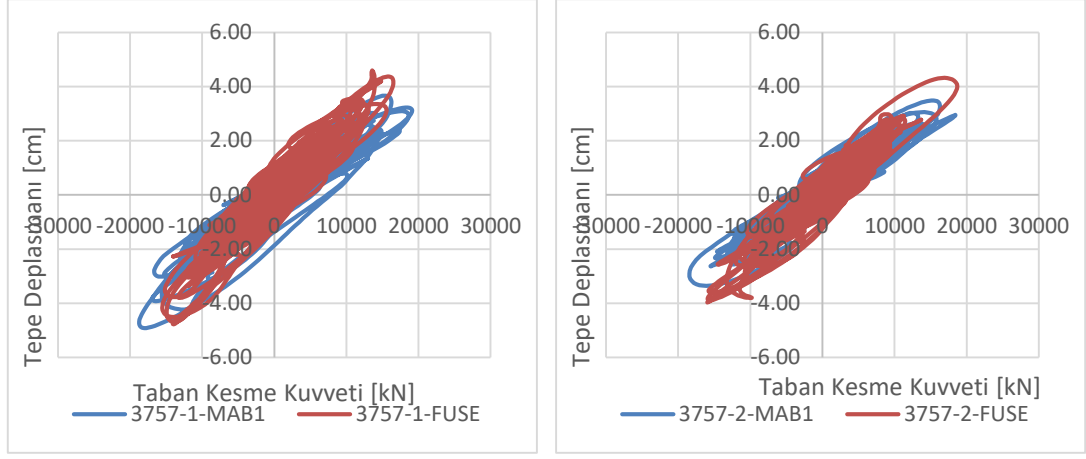 6.00
4.00
2.00
0.00
-30000 -20000 -10000 0 10000 20000 30000
-2.00
-4.00
-6.00
Tepe Deplasmanı [cm]
Taban Kesme Kuvveti [kN]
3757-1-MAB1 3757-1-FUSE
6.00
4.00
2.00
0.00
-30000 -20000 -10000 0 10000 20000 30000
-2.00
-4.00
-6.00
Tepe Deplasmanı [cm]
Taban Kesme Kuvveti [kN]
3757-2-MAB1 3757-2-FUSE